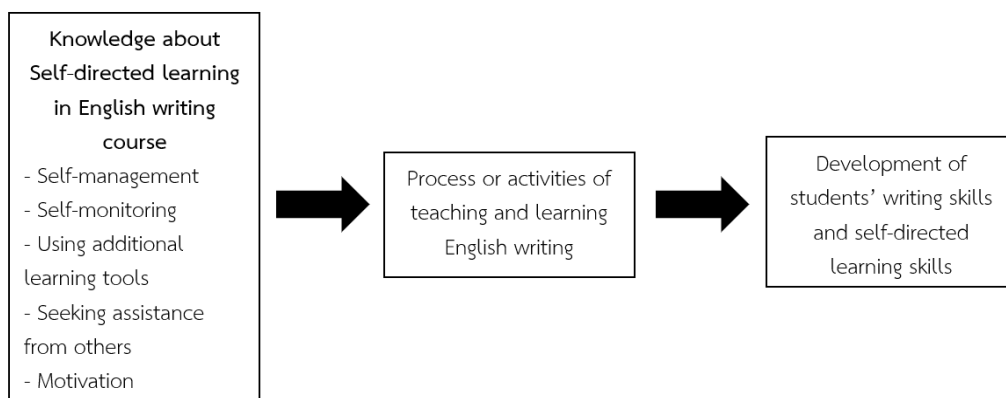 Knowledge about
Self-directed learning
in English writing
course
- Self-management
- Self-monitoring
- Using additional
learning tools
- Seeking assistance
from others
- Motivation
Process or activities of
teaching and learning
English writing
Development of
students’ writing skills
and self-directed
learning skills